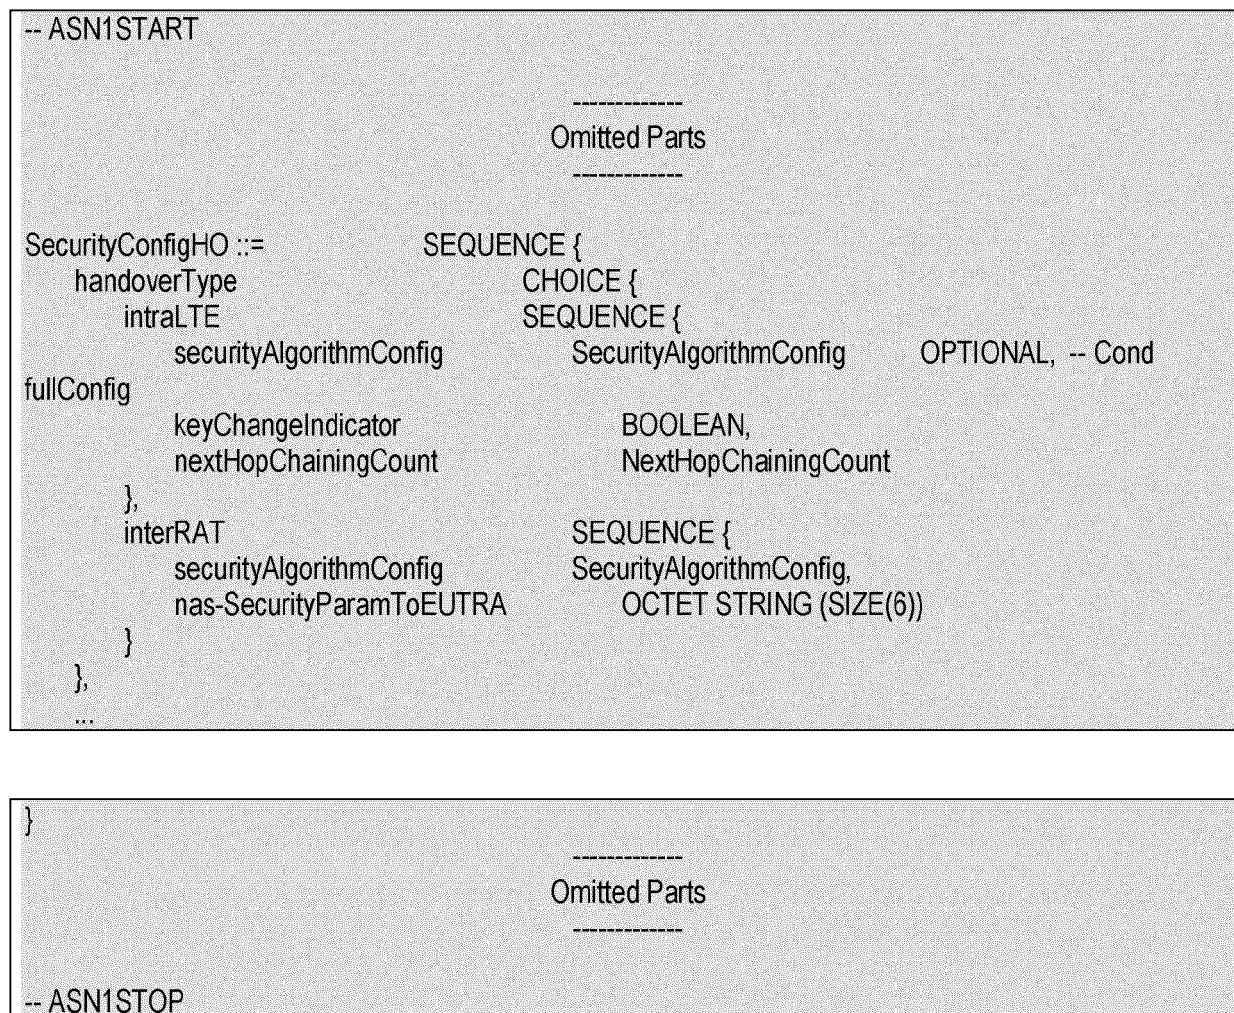 -- ASN1START
-------------
Omitted Parts
-------------
SecurityConfigHO ::= SEQUENCE {
handoverType CHOICE {
intraLTE SEQUENCE {
securityAlgorithmConfig SecurityAlgorithmConfig OPTIONAL, -- Cond
fullConfig
keyChangeIndicator BOOLEAN,
nextHopChainingCount NextHopChainingCount
},
interRAT SEQUENCE {
securityAlgorithmConfig SecurityAlgorithmConfig,
nas-SecurityParamToEUTRA OCTET STRING (SIZE(6))
}
},
...
}
-------------
Omitted Parts
-------------
-- ASN1STOP